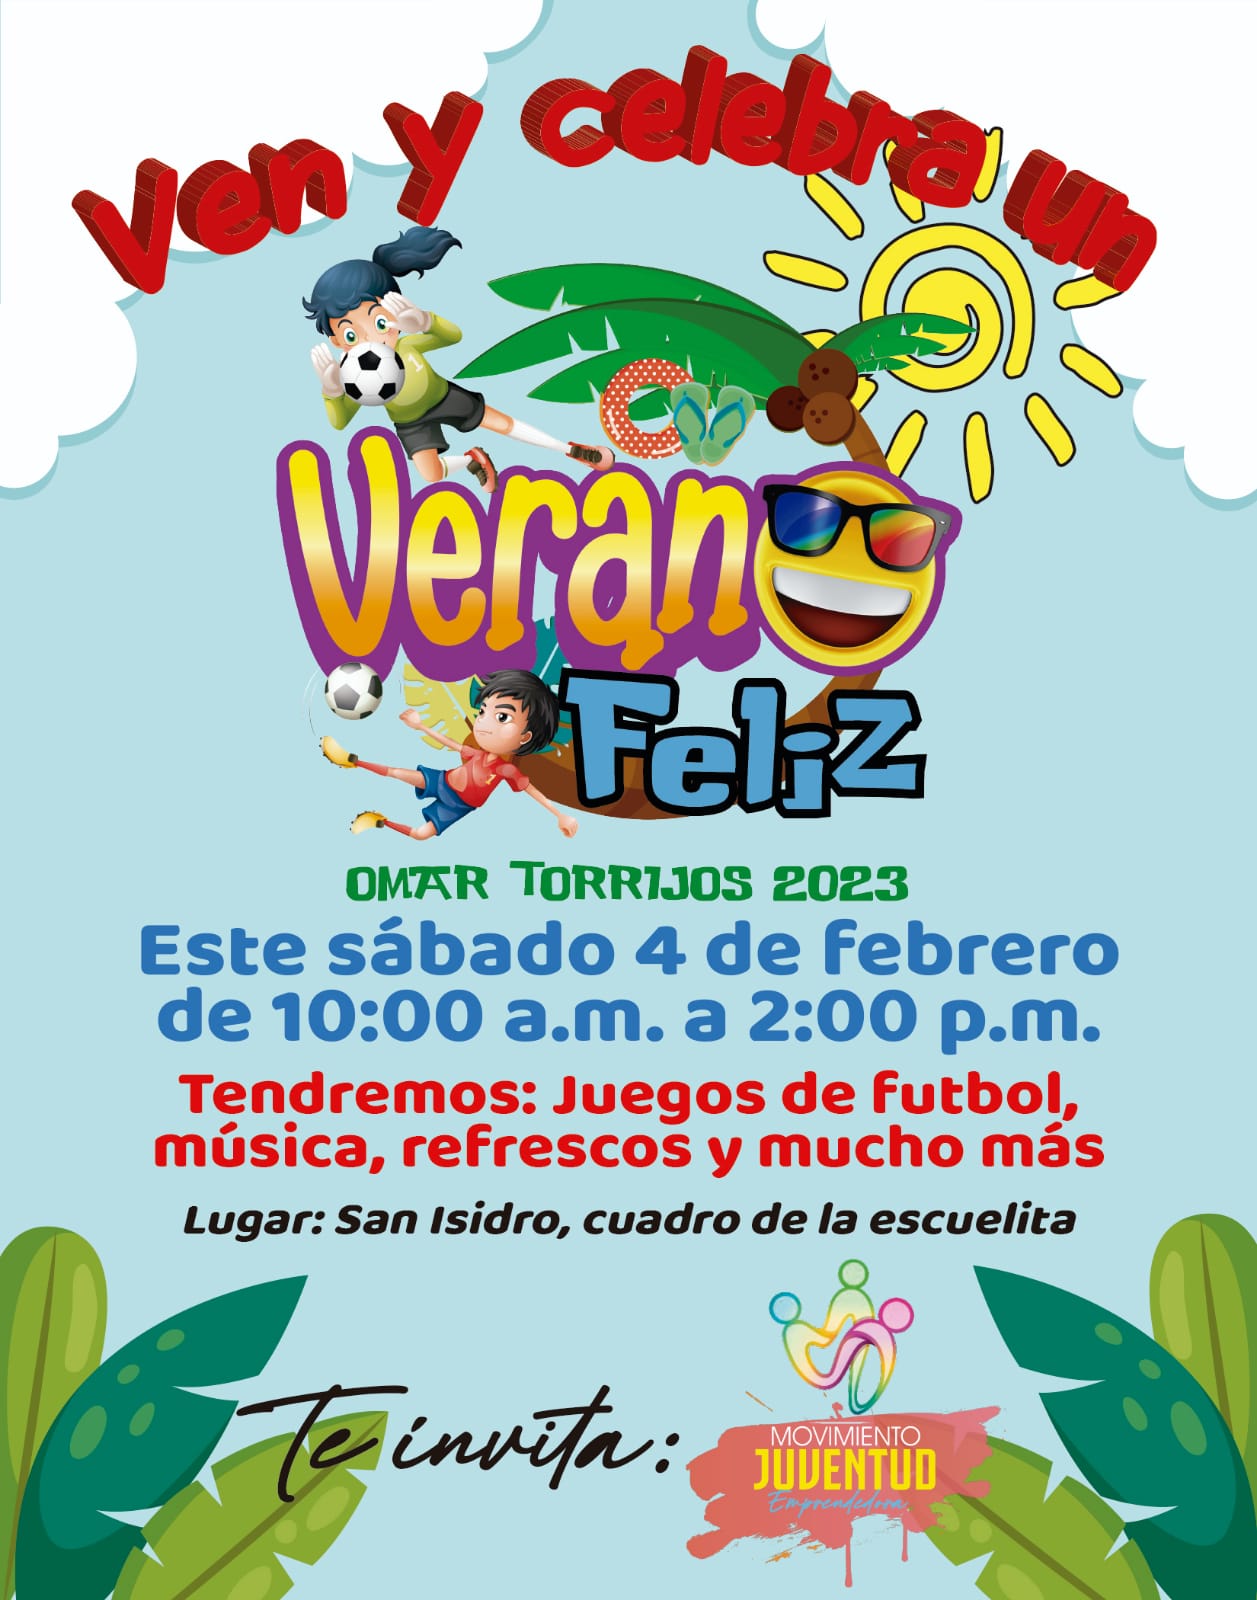 Ven y celebra un
Verano
Feliz
OMAR TORRIJOS 2023
Este sábado 4 de febrero
de 10:00 a.m. a 2:00 p.m.
Tendremos: Juegos de futbol,
música, refrescos y mucho más
Lugar: San Isidro, cuadro de la escuelita
Te invita:
MOVIMIENTO
JUVENTUD
Emprendedora